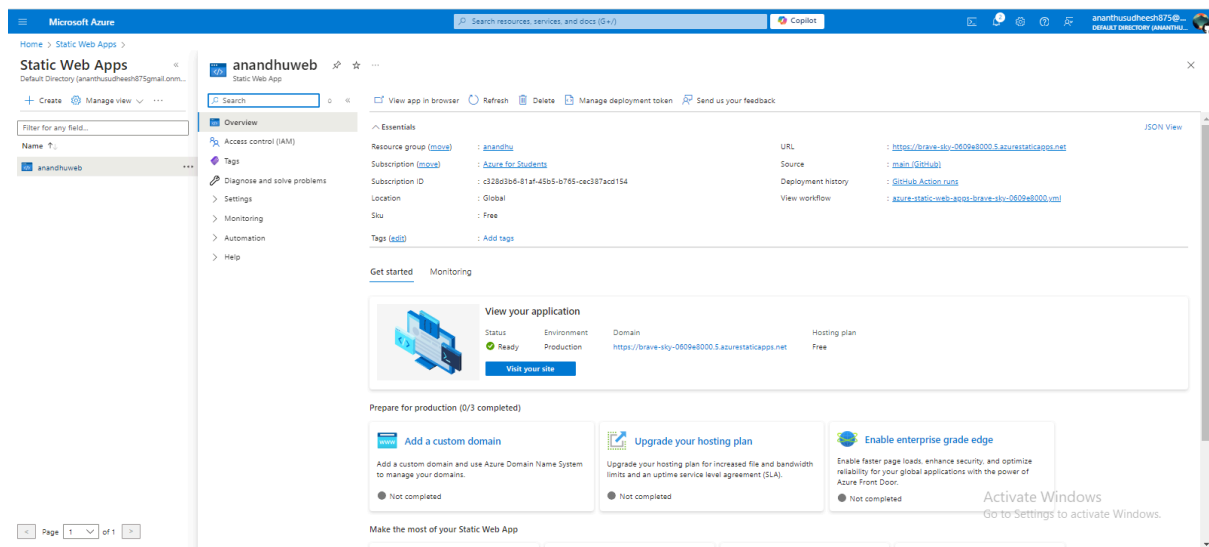 Microsoft Azure
Search resources, services, and docs (G+/)
Copilot
2
ananthusudheesh875@...
DEFAULT DIRECTORY (ANANTHU...
Home > Static Web Apps >
Static Web Apps
Default Directory (ananthusudheesh875gmail.onm...
+ Create
Manage view
...
Filter for any field...
Name ↑↓
anandhuweb
...
Page 1 of 1
anandhuweb
...
Static Web App
Search
Overview
Access control (IAM)
Tags
Diagnose and solve problems
> Settings
> Monitoring
> Automation
> Help
View app in browser
Refresh
Delete
Manage deployment token
Send us your feedback
Essentials
JSON View
Resource group (move) : anandhu
Subscription (move) : Azure for Students
Subscription ID : c328d3b6-81af-45b5-b765-cec387acd154
Location : Global
Sku : Free
URL : https://brave-sky-0609e8000.5.azurestaticapps.net
Source : main (GitHub)
Deployment history : GitHub Action runs
View workflow : azure-static-web-apps-brave-sky-0609e8000.yml
Tags (edit) : Add tags
Get started
Monitoring
View your application
Status Environment Domain Hosting plan
Ready Production https://brave-sky-0609e8000.5.azurestaticapps.net Free
Visit your site
Prepare for production (0/3 completed)
www
Add a custom domain
Add a custom domain and use Azure Domain Name System
to manage your domains.
Not completed
Upgrade your hosting plan
Upgrade your hosting plan for increased file and bandwidth
limits and an uptime service level agreement (SLA).
Not completed
Enable enterprise grade edge
Enable faster page loads, enhance security, and optimize
reliability for your global applications with the power of
Azure Front Door.
Not completed
Make the most of your Static Web App
Activate Windows
Go to Settings to activate Windows.